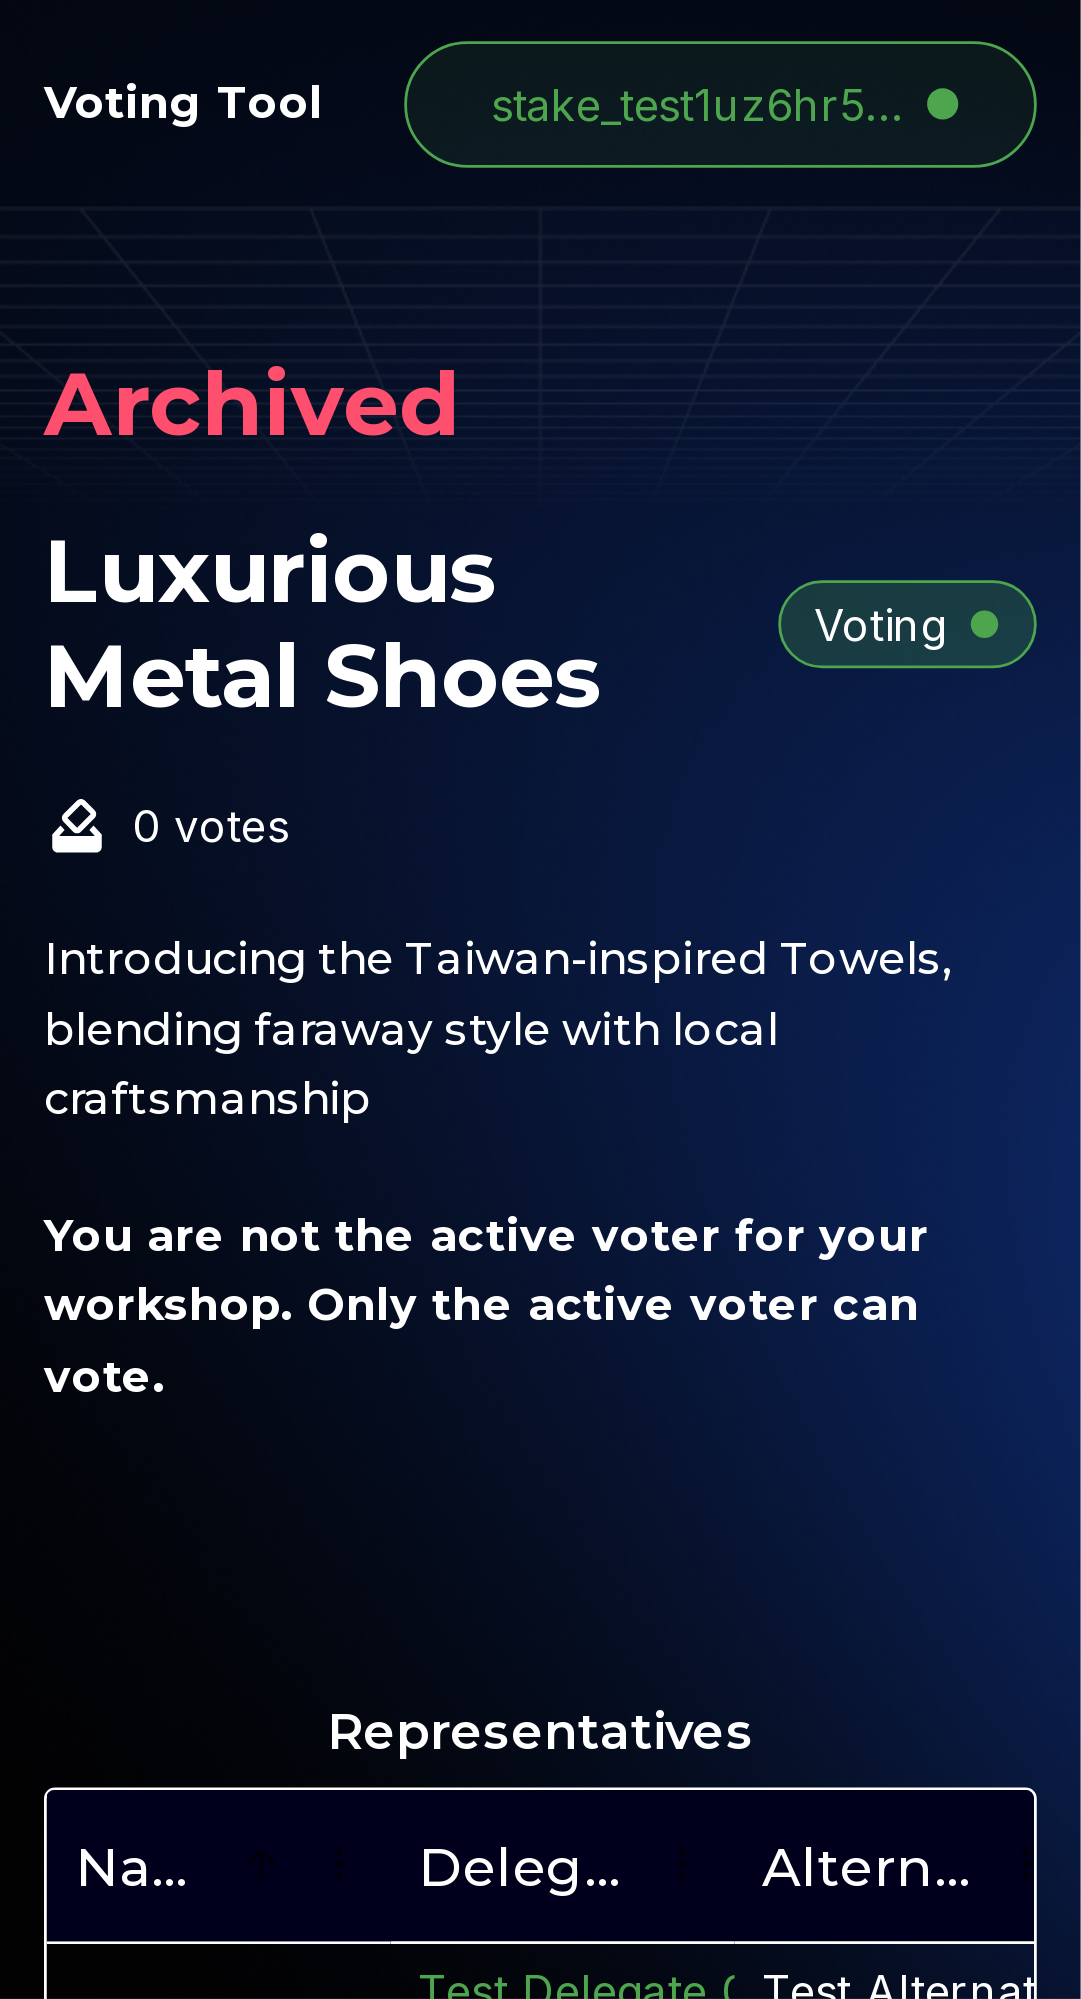 Voting Tool
stake_test1uz6hr5...
Archived
Luxurious
Metal Shoes
Voting
0 votes
Introducing the Taiwan-inspired Towels,
blending faraway style with local
craftsmanship
You are not the active voter for your
workshop. Only the active voter can
vote.
Representatives
Na... Deleg... Altern...
Test Delegate Test Alternat